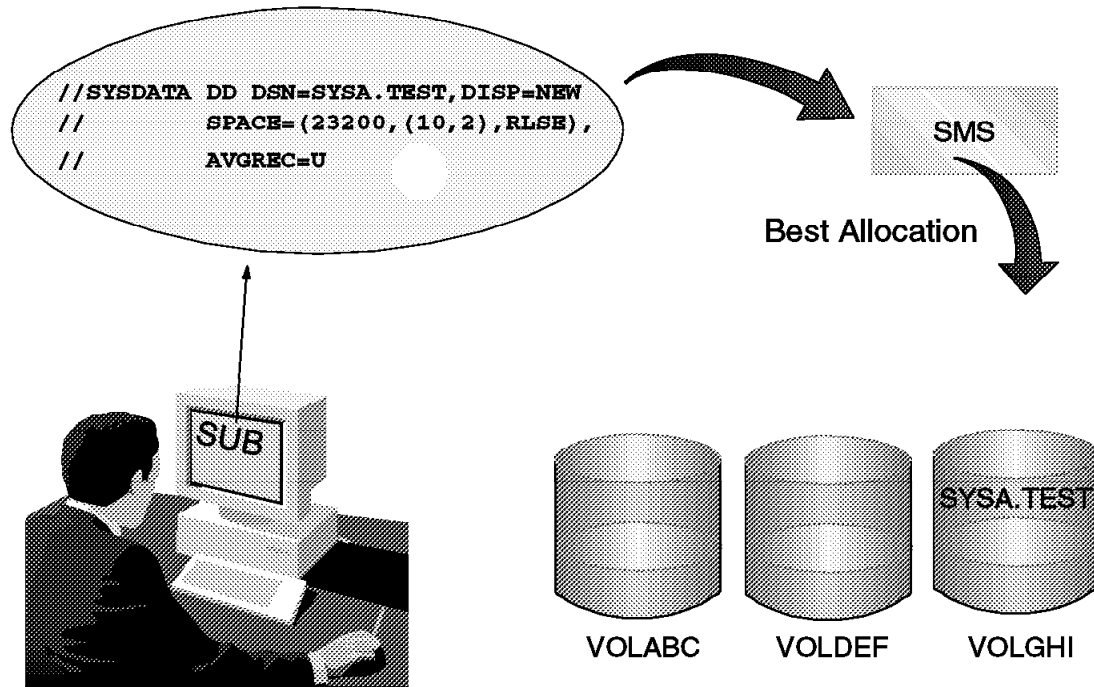 //SYSDATA DD DSN=SYSA.TEST,DISP=NEW
// SPACE=(23200,(10,2),RLSE),
// AVGREC=U
SMS
Best Allocation
SUB
SYSA.TEST
VOLABC
VOLDEF
VOLGHI